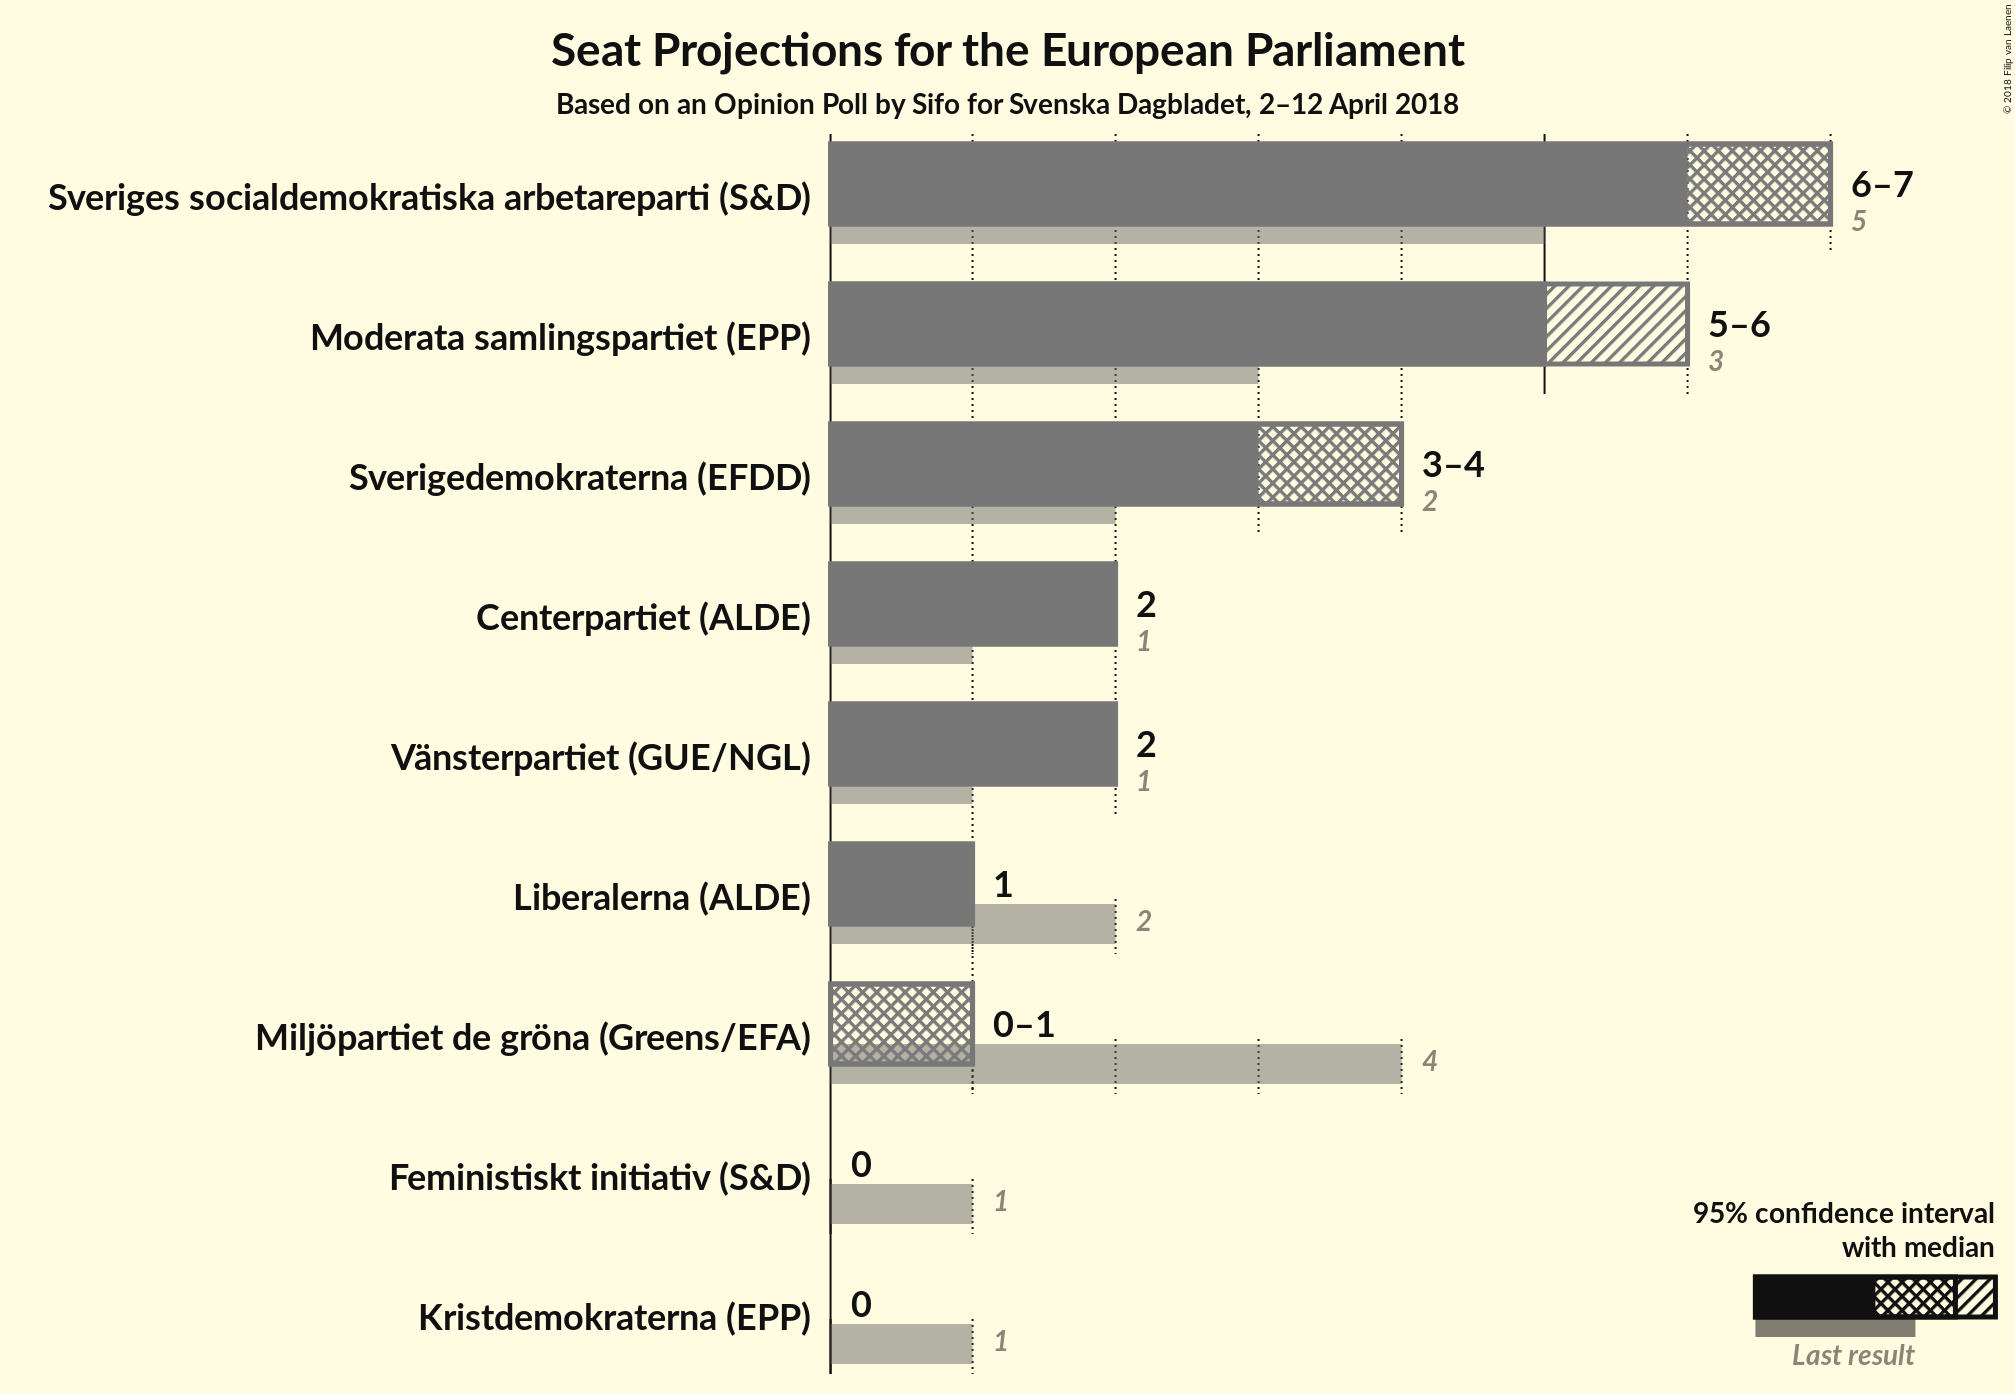 Seat Projections for the European Parliament
Based on an Opinion Poll by Sifo for Svenska Dagbladet, 2–12 April 2018
© 2018 Filip van Laenen
Sveriges socialdemokratiska arbetareparti (S&D)
6–7
5
Moderata samlingspartiet (EPP)
5–6
3
Sverigedemokraterna (EFDD)
3–4
2
Centerpartiet (ALDE)
2
1
Vänsterpartiet (GUE/NGL)
2
1
Liberalerna (ALDE)
1
2
Miljöpartiet de gröna (Greens/EFA)
0–1
4
Feministiskt initiativ (S&D)
0
1
Kristdemokraterna (EPP)
0
1
95% confidence interval
with median
Last result